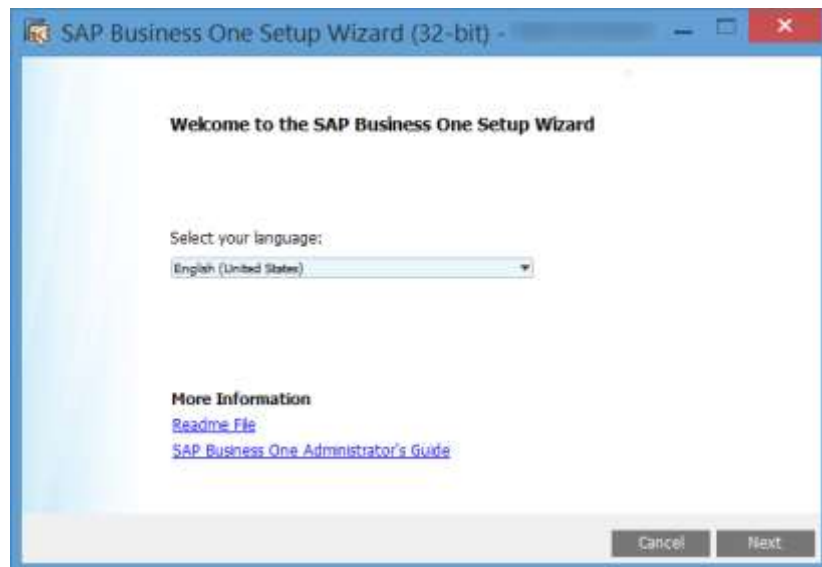 SAP Business One Setup Wizard (32-bit) -
Welcome to the SAP Business One Setup Wizard
Select your language:
English (United States)
More Information
Readme File
SAP Business One Administrator's Guide
Cancel Next